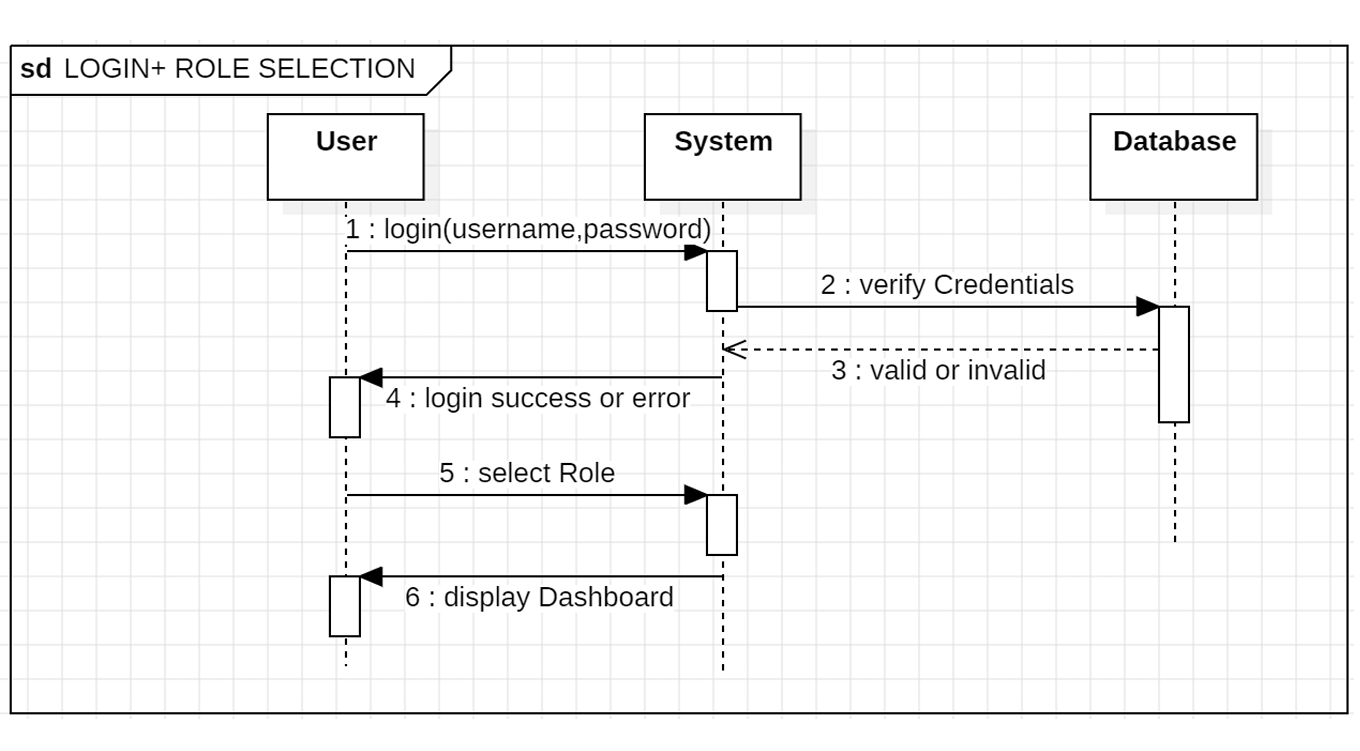 sd LOGIN+ ROLE SELECTION
User
System
Database
1 : login(username,password)
2 : verify Credentials
3 : valid or invalid
4 : login success or error
5 : select Role
6 : display Dashboard